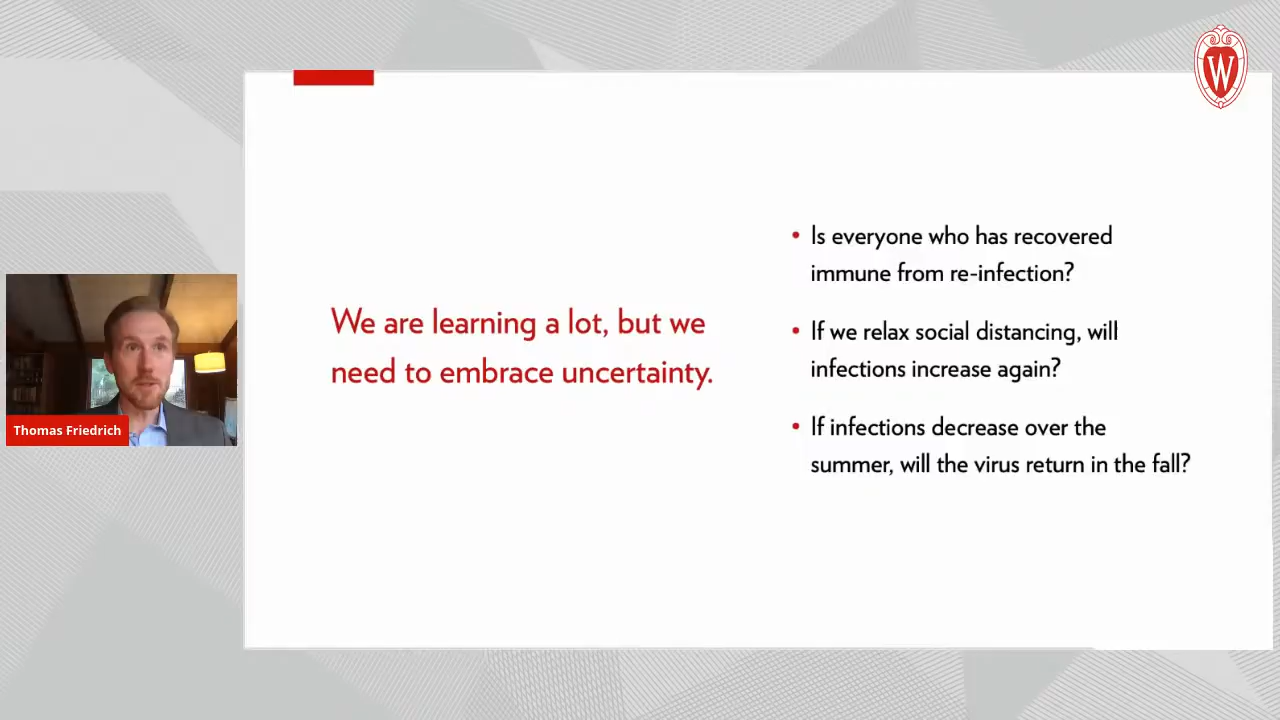 W
We are learning a lot, but we
need to embrace uncertainty.
• Is everyone who has recovered
immune from re-infection?
• If we relax social distancing, will
infections increase again?
• If infections decrease over the
summer, will the virus return in the fall?
Thomas Friedrich